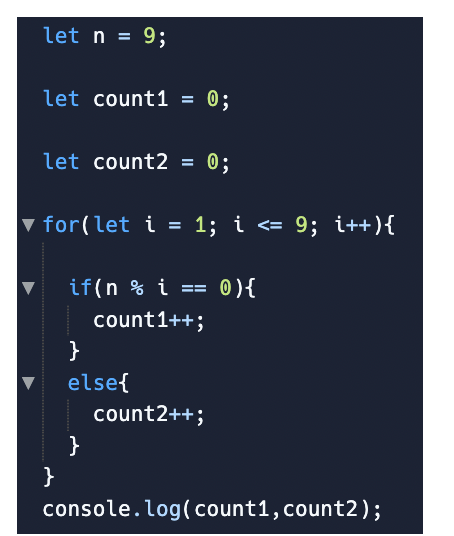 let n = 9;
let count1 = 0;
let count2 = 0;
for(let i = 1; i <= 9; i++){
if(n % i == 0){
count1++;
}
else{
count2++;
}
}
console.log(count1,count2);